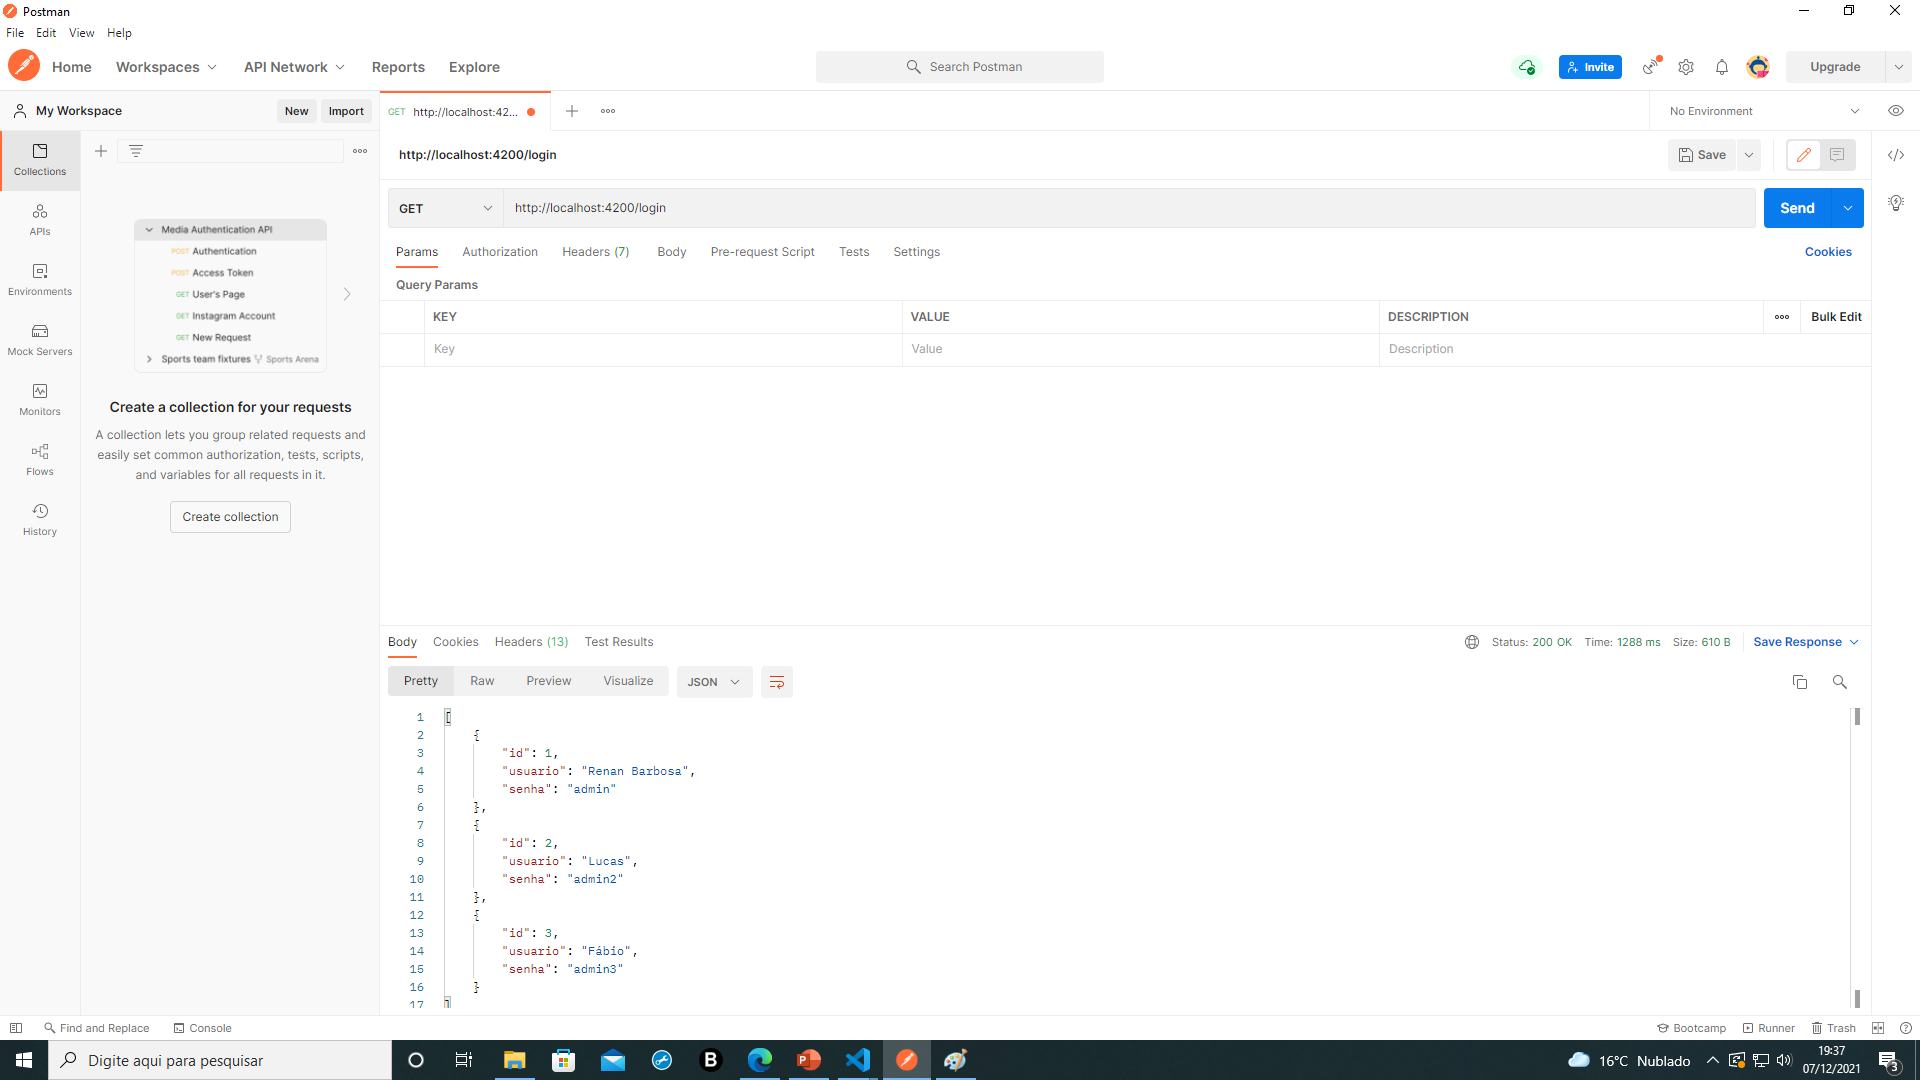 Postman
File Edit View Help
Home Workspaces API Network Reports Explore
Search Postman
Invite
Upgrade
My Workspace
New Import
GET http://localhost:42...
No Environment
Collections
http://localhost:4200/login
Save
GET http://localhost:4200/login
Send
APIs
Media Authentication API
POST Authentication
POST Access Token
GET User's Page
GET Instagram Account
GET New Request
Sports team fixtures Sports Arena
Params Authorization Headers (7) Body Pre-request Script Tests Settings
Cookies
Query Params
Environments
KEY VALUE DESCRIPTION
Bulk Edit
Key Value Description
Mock Servers
Monitors
Create a collection for your requests
A collection lets you group related requests and
easily set common authorization, tests, scripts,
and variables for all requests in it.
Create collection
Flows
History
Body Cookies Headers (13) Test Results
Status: 200 OK Time: 1288 ms Size: 610 B
Save Response
Pretty Raw Preview Visualize JSON
1 [
2 {
3 "id": 1,
4 "usuario": "Renan Barbosa",
5 "senha": "admin"
6 },
7 {
8 "id": 2,
9 "usuario": "Lucas",
10 "senha": "admin2"
11 },
12 {
13 "id": 3,
14 "usuario": "Fábio",
15 "senha": "admin3"
16 }
17 ]
Find and Replace Console
Bootcamp Runner Trash
Digite aqui para pesquisar
B
P
16°C Nublado
19:37
07/12/2021
3